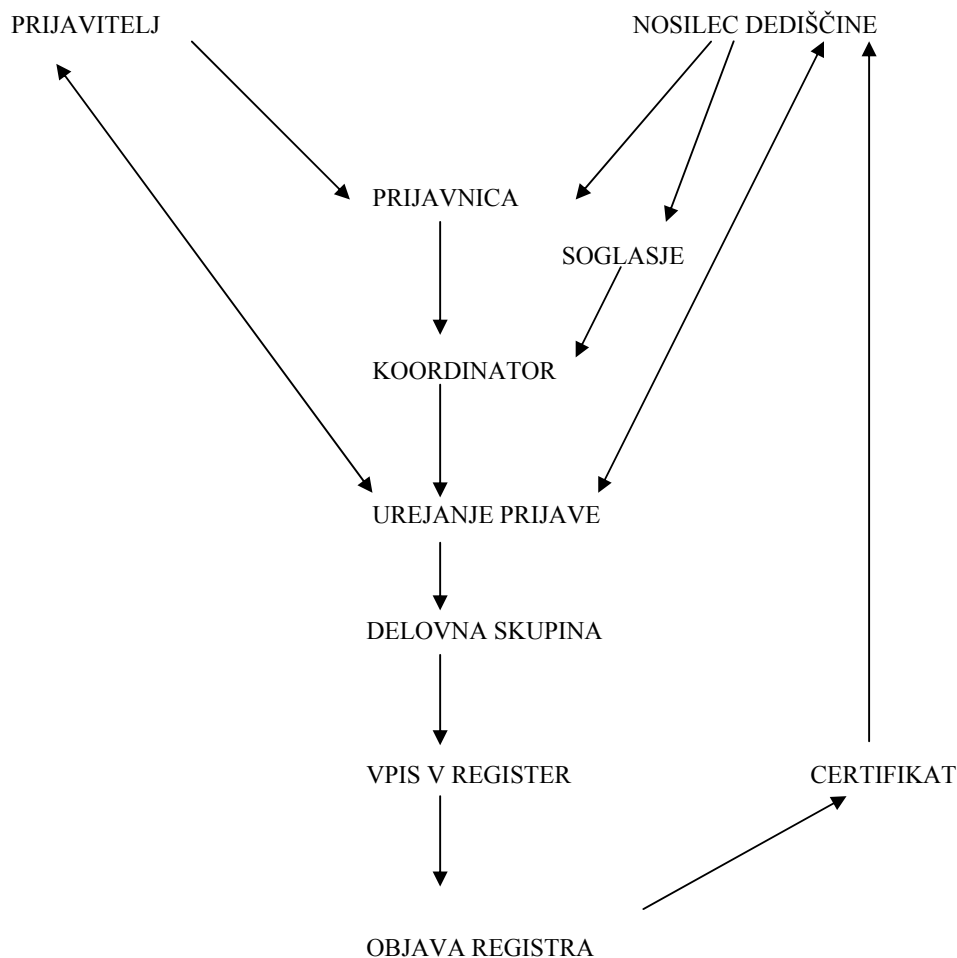 PRIJAVITELJ
NOSILEC DEDIŠČINE
PRIJAVNICA
SOGLASJE
KOORDINATOR
UREJANJE PRIJAVE
DELOVNA SKUPINA
VPIS V REGISTER
CERTIFIKAT
OBJAVA REGISTRA